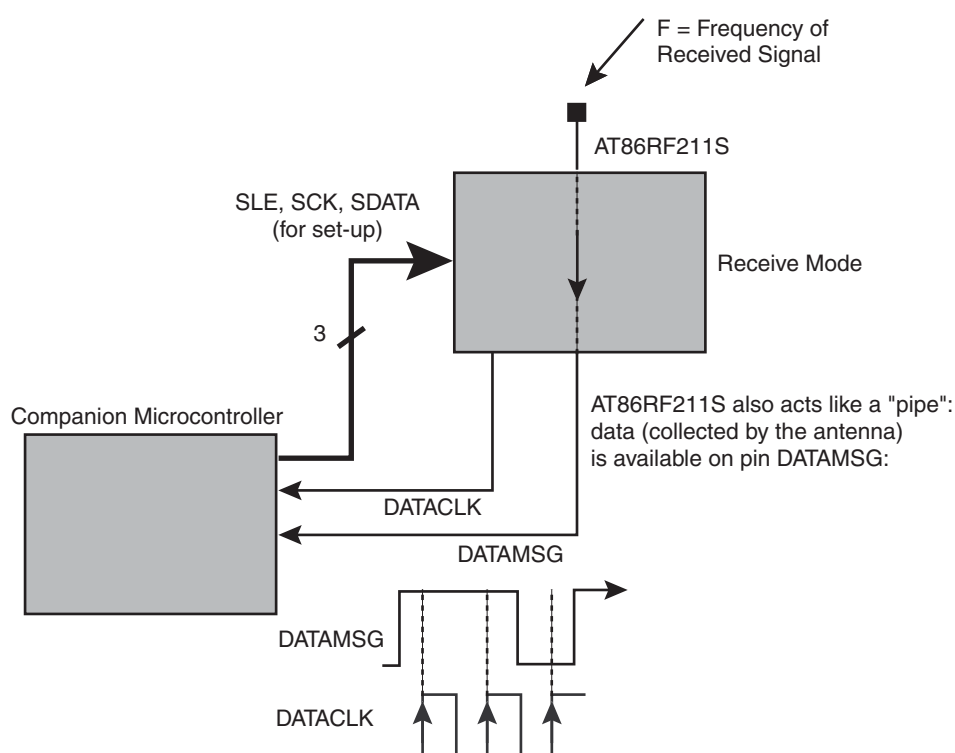 F = Frequency of
Received Signal
AT86RF211S
SLE, SCK, SDATA
(for set-up)
Receive Mode
3
Companion Microcontroller
AT86RF211S also acts like a "pipe":
data (collected by the antenna)
is available on pin DATAMSG:
DATACLK
DATAMSG
DATAMSG
DATACLK